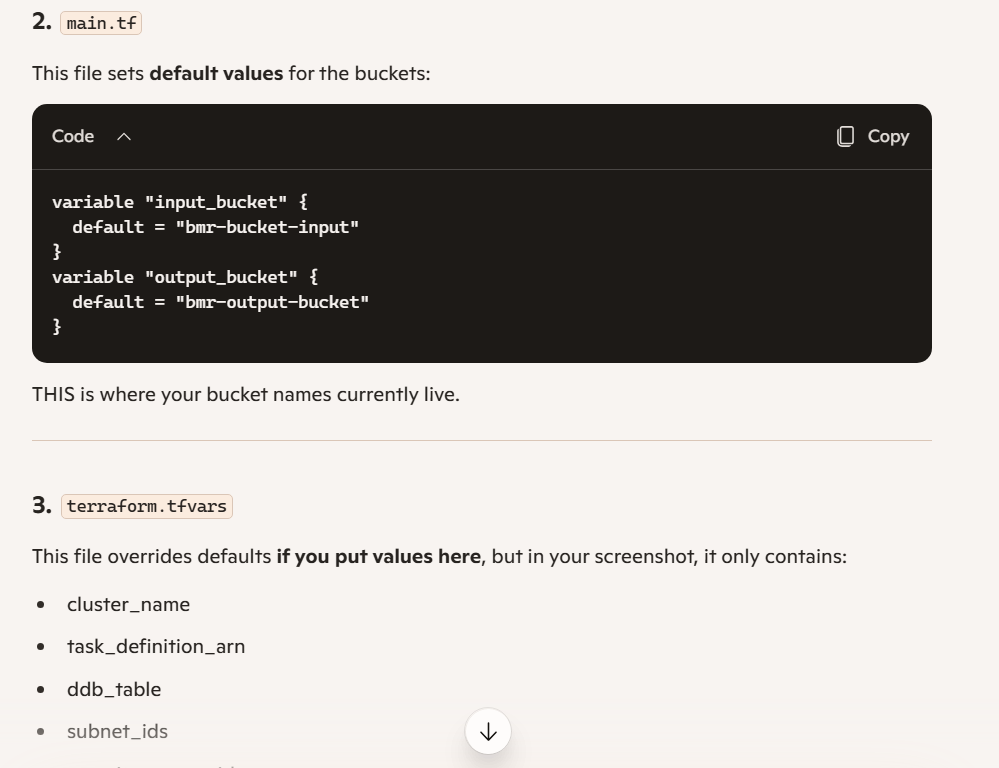 2. main.tf
This file sets default values for the buckets:
Code
Copy
variable "input_bucket" {
  default = "bmr-bucket-input"
}
variable "output_bucket" {
  default = "bmr-output-bucket"
}
THIS is where your bucket names currently live.
3. terraform.tfvars
This file overrides defaults if you put values here, but in your screenshot, it only contains:
• cluster_name
• task_definition_arn
• ddb_table
• subnet_ids